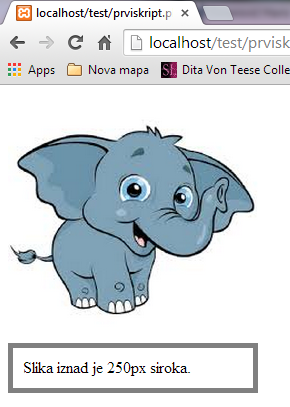 localhost/test/prviskript.p
localhost/test/prvisk
Apps
Nova mapa
Dita Von Teese Colle
Slika iznad je 250px siroka.